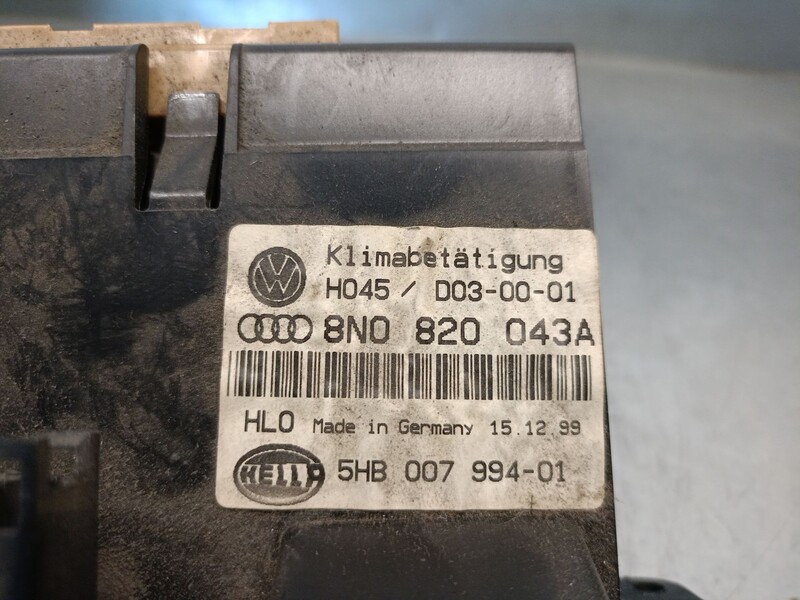 Klimabetätigung
H045 / D03-00-01
8N0 820 043A
HLO Made in Germany 15.12.99
HELLA 5HB 007 994-01